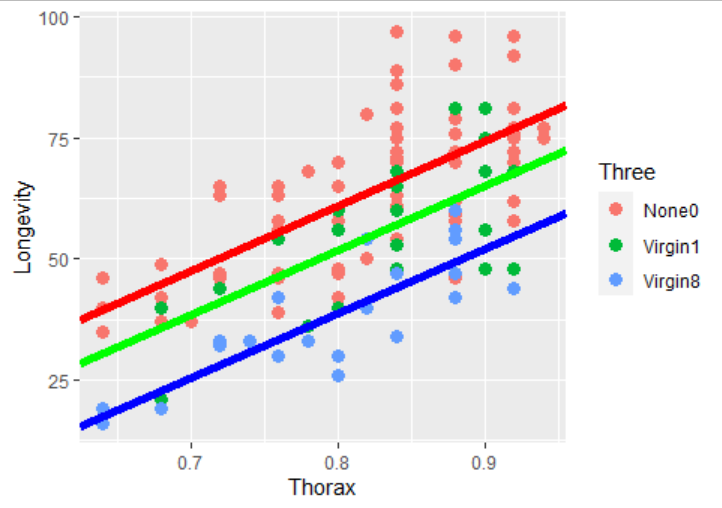 100
75
50
25
Longevity
0.7 0.8 0.9
Thorax
Three
None0
Virgin1
Virgin8